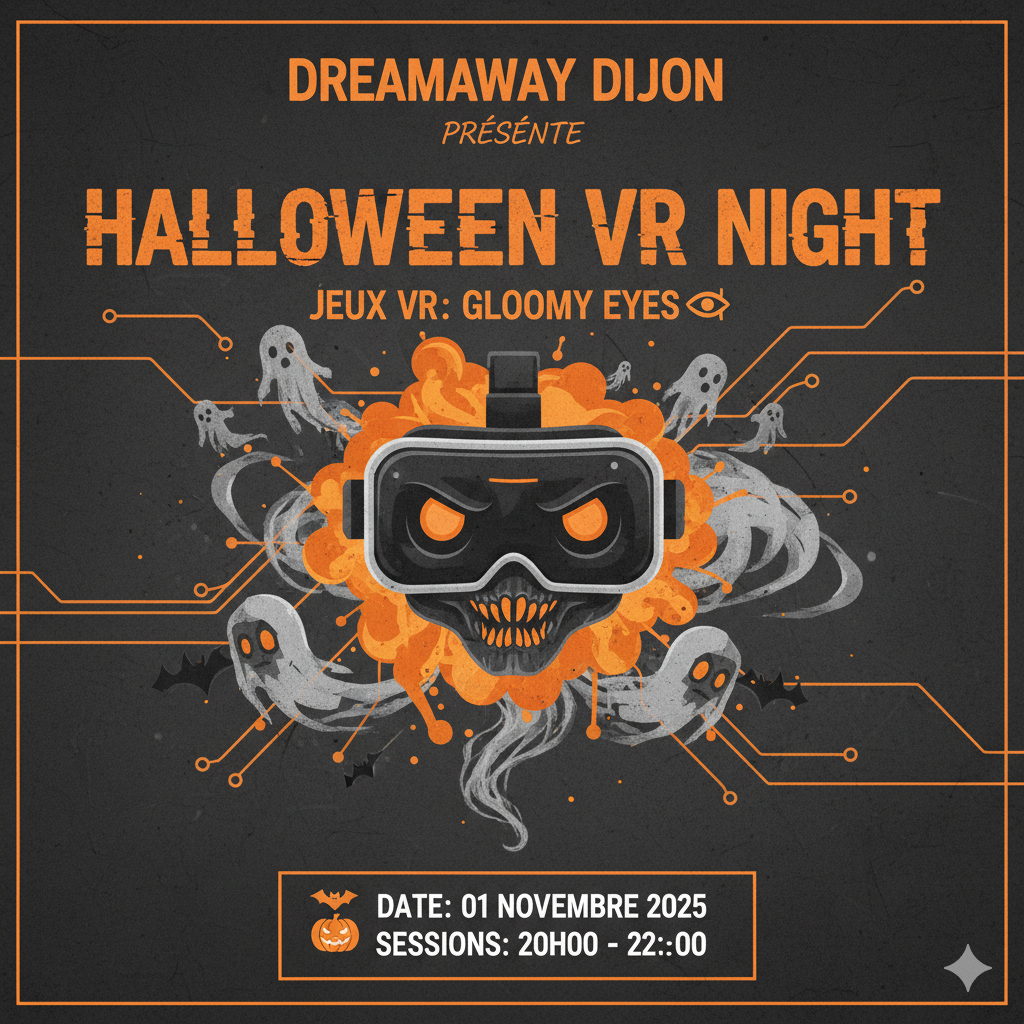 DREAMAWAY DIJON
PRÉSÉNTE
HALLOWEEN VR NIGHT
JEUX VR: GLOOMY EYES
DATE: 01 NOVEMBRE 2025
SESSIONS: 20H00 - 22::00